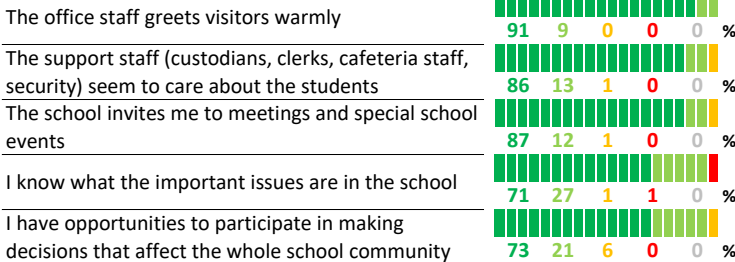 The office staff greets visitors warmly
91 9 0 0 0 %
The support staff (custodians, clerks, cafeteria staff,
security) seem to care about the students
86 13 1 0 0 %
The school invites me to meetings and special school
events
87 12 1 0 0 %
I know what the important issues are in the school
71 27 1 1 0 %
I have opportunities to participate in making
decisions that affect the whole school community
73 21 6 0 0 %